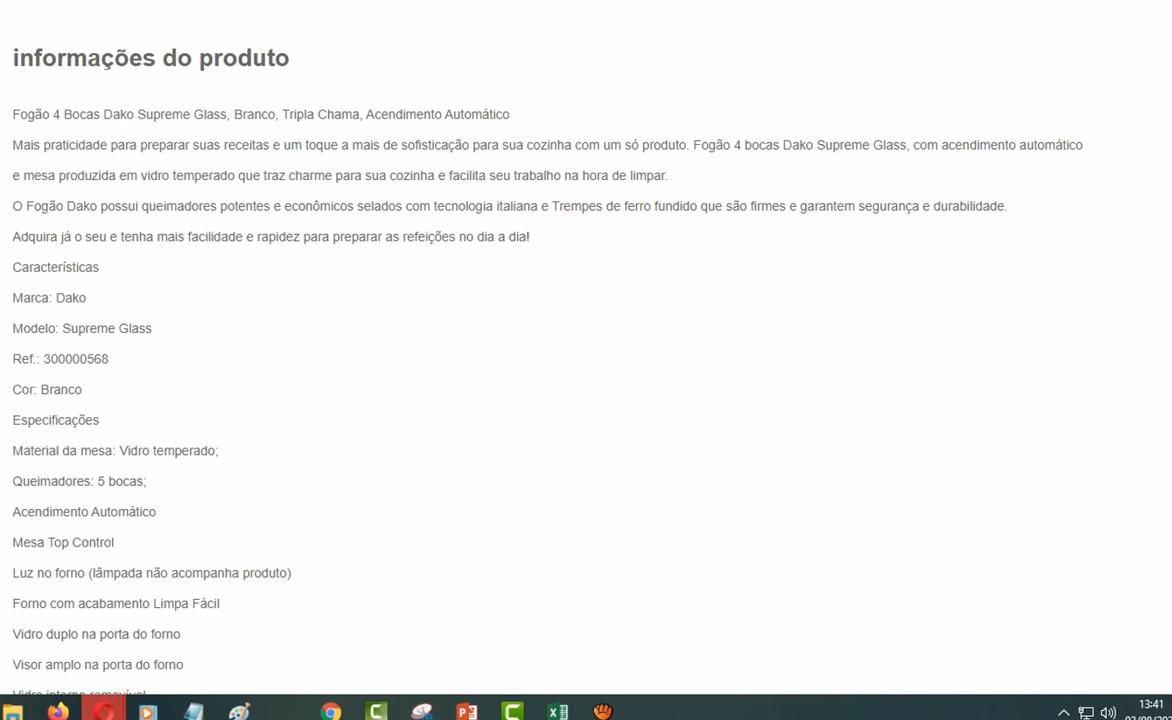 informações do produto
Fogão 4 Bocas Dako Supreme Glass, Branco, Tripla Chama, Acendimento Automático
Mais praticidade para preparar suas receitas e um toque a mais de sofisticação para sua cozinha com um só produto. Fogão 4 bocas Dako Supreme Glass, com acendimento automático
e mesa produzida em vidro temperado que traz charme para sua cozinha e facilita seu trabalho na hora de limpar.
O Fogão Dako possui queimadores potentes e econômicos selados com tecnologia italiana e Trempes de ferro fundido que são firmes e garantem segurança e durabilidade.
Adquira já o seu e tenha mais facilidade e rapidez para preparar as refeições no dia a dia!
Características
Marca: Dako
Modelo: Supreme Glass
Ref.: 300000568
Cor: Branco
Especificações
Material da mesa: Vidro temperado;
Queimadores: 5 bocas;
Acendimento Automático
Mesa Top Control
Luz no forno (lâmpada não acompanha produto)
Forno com acabamento Limpa Fácil
Vidro duplo na porta do forno
Visor amplo na porta do forno
Vidro interno removível
13:41